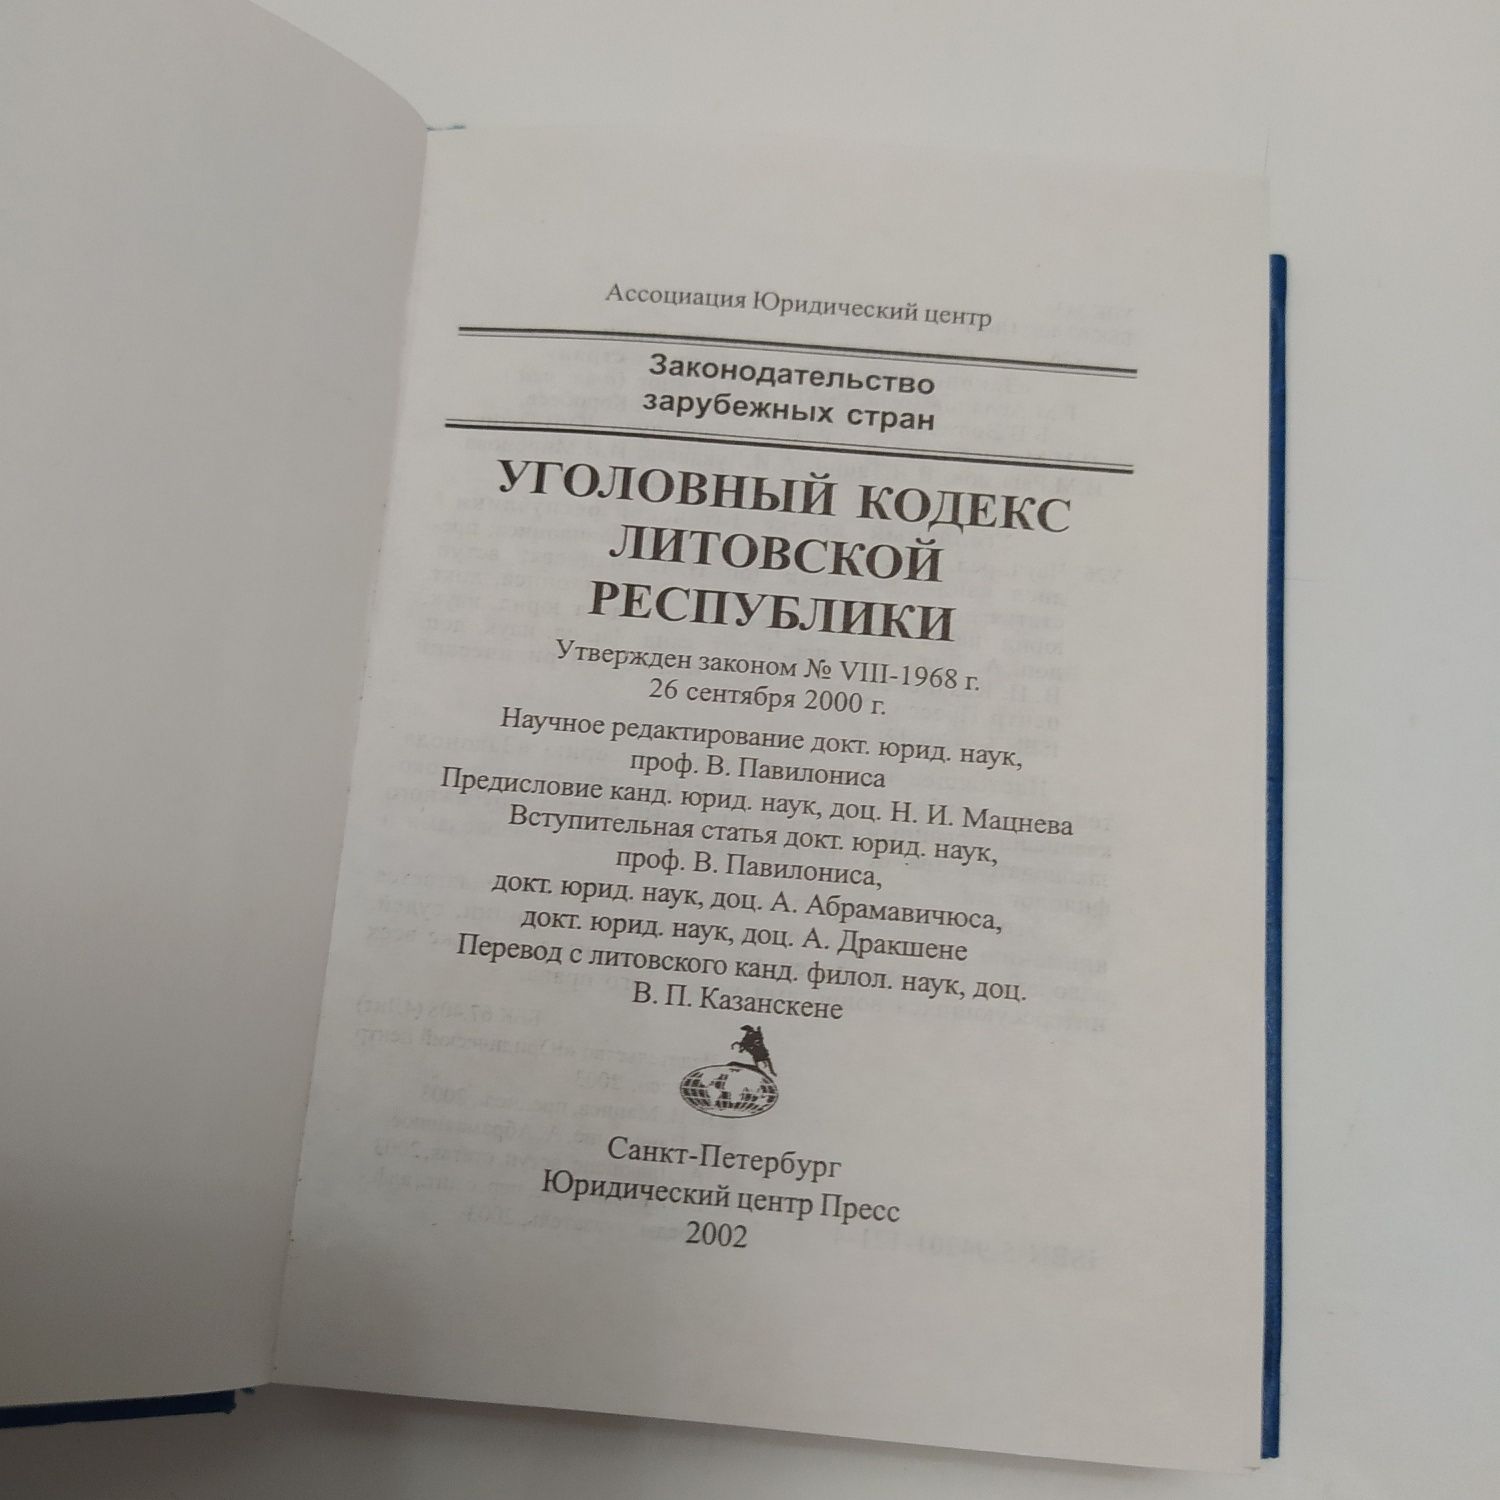 Ассоциация Юридический центр
Законодательство
зарубежных стран
УГОЛОВНЫЙ КОДЕКС
ЛИТОВСКОЙ
РЕСПУБЛИКИ
Утвержден законом № VIII-1968 г.
26 сентября 2000 г.
Научное редактирование докт. юрид. наук,
проф. В. Павилониса
Предисловие канд. юрид. наук, доц. Н. И. Мацнева
Вступительная статья докт. юрид. наук,
проф. В. Павилониса,
докт. юрид. наук, доц. А. Абрамавичюса,
докт. юрид. наук, доц. А. Дракшене
Перевод с литовского канд. филол. наук, доц.
В. П. Казанскене
Санкт-Петербург
Юридический центр Пресс
2002